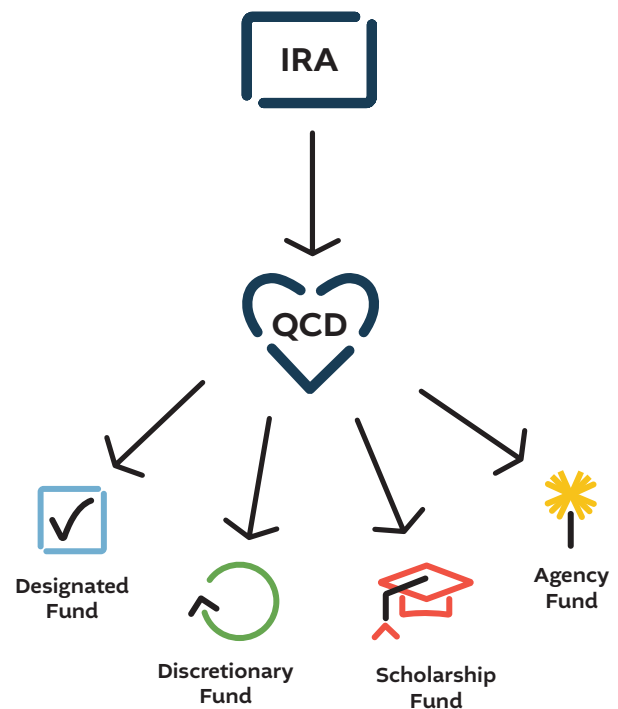 IRA
QCD
Designated
Fund
Discretionary
Fund
Scholarship
Fund
Agency
Fund